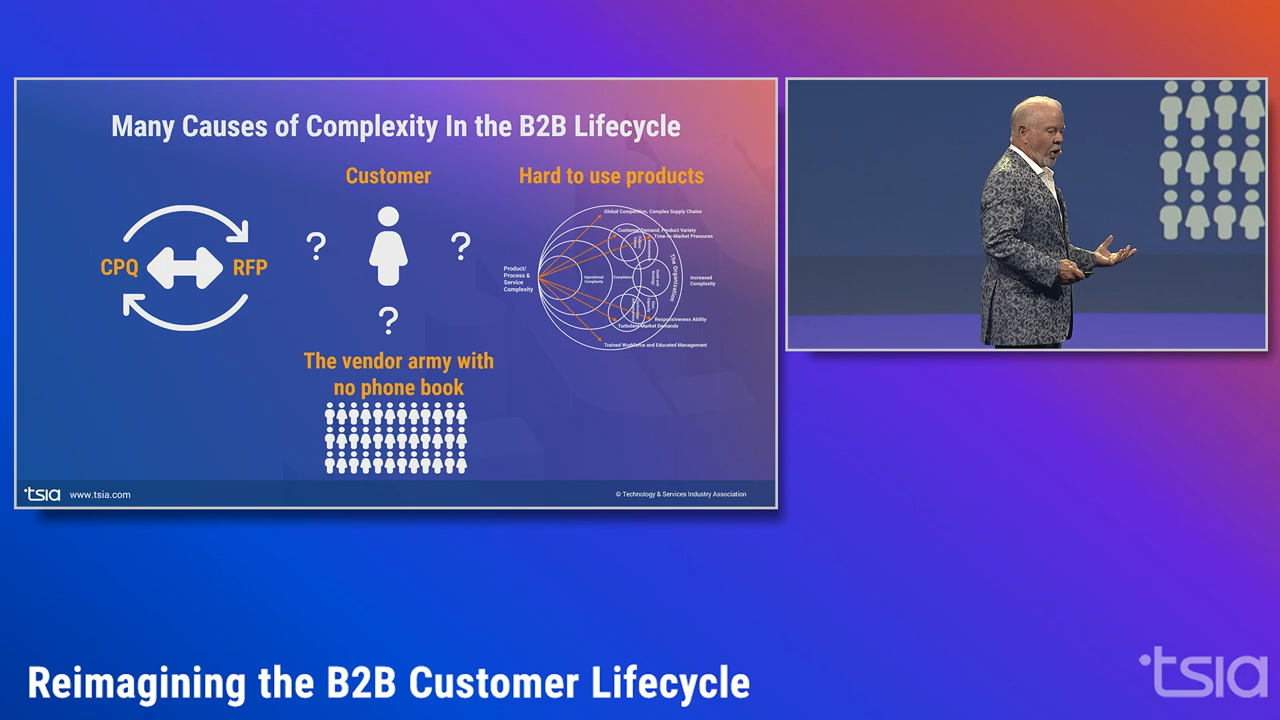 Many Causes of Complexity In the B2B Lifecycle
CPQ
RFP
Customer
?
?
?
The vendor army with
no phone book
Hard to use products
Global Competition, Complex Supply Chains
Customer Demand, Product Variety
Time-to-Market Pressures
Product/
Process &
Service
Complexity
Operational
Complexity
Compliance
The Organization
Increased
Complexity
Responsiveness Ability
Turbulent Market Demands
Trained Workforce and Educated Management
tsia
www.tsia.com
© Technology & Services Industry Association
Reimagining the B2B Customer Lifecycle
tsia